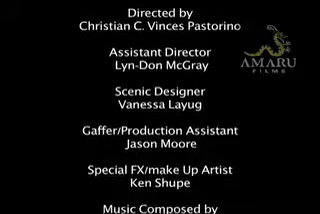 Directed by
Christian C. Vinces Pastorino
Assistant Director
Lyn-Don McGray
AMARU
FILMS
Scenic Designer
Vanessa Layug
Gaffer/Production Assistant
Jason Moore
Special FX/make Up Artist
Ken Shupe
Music Composed by